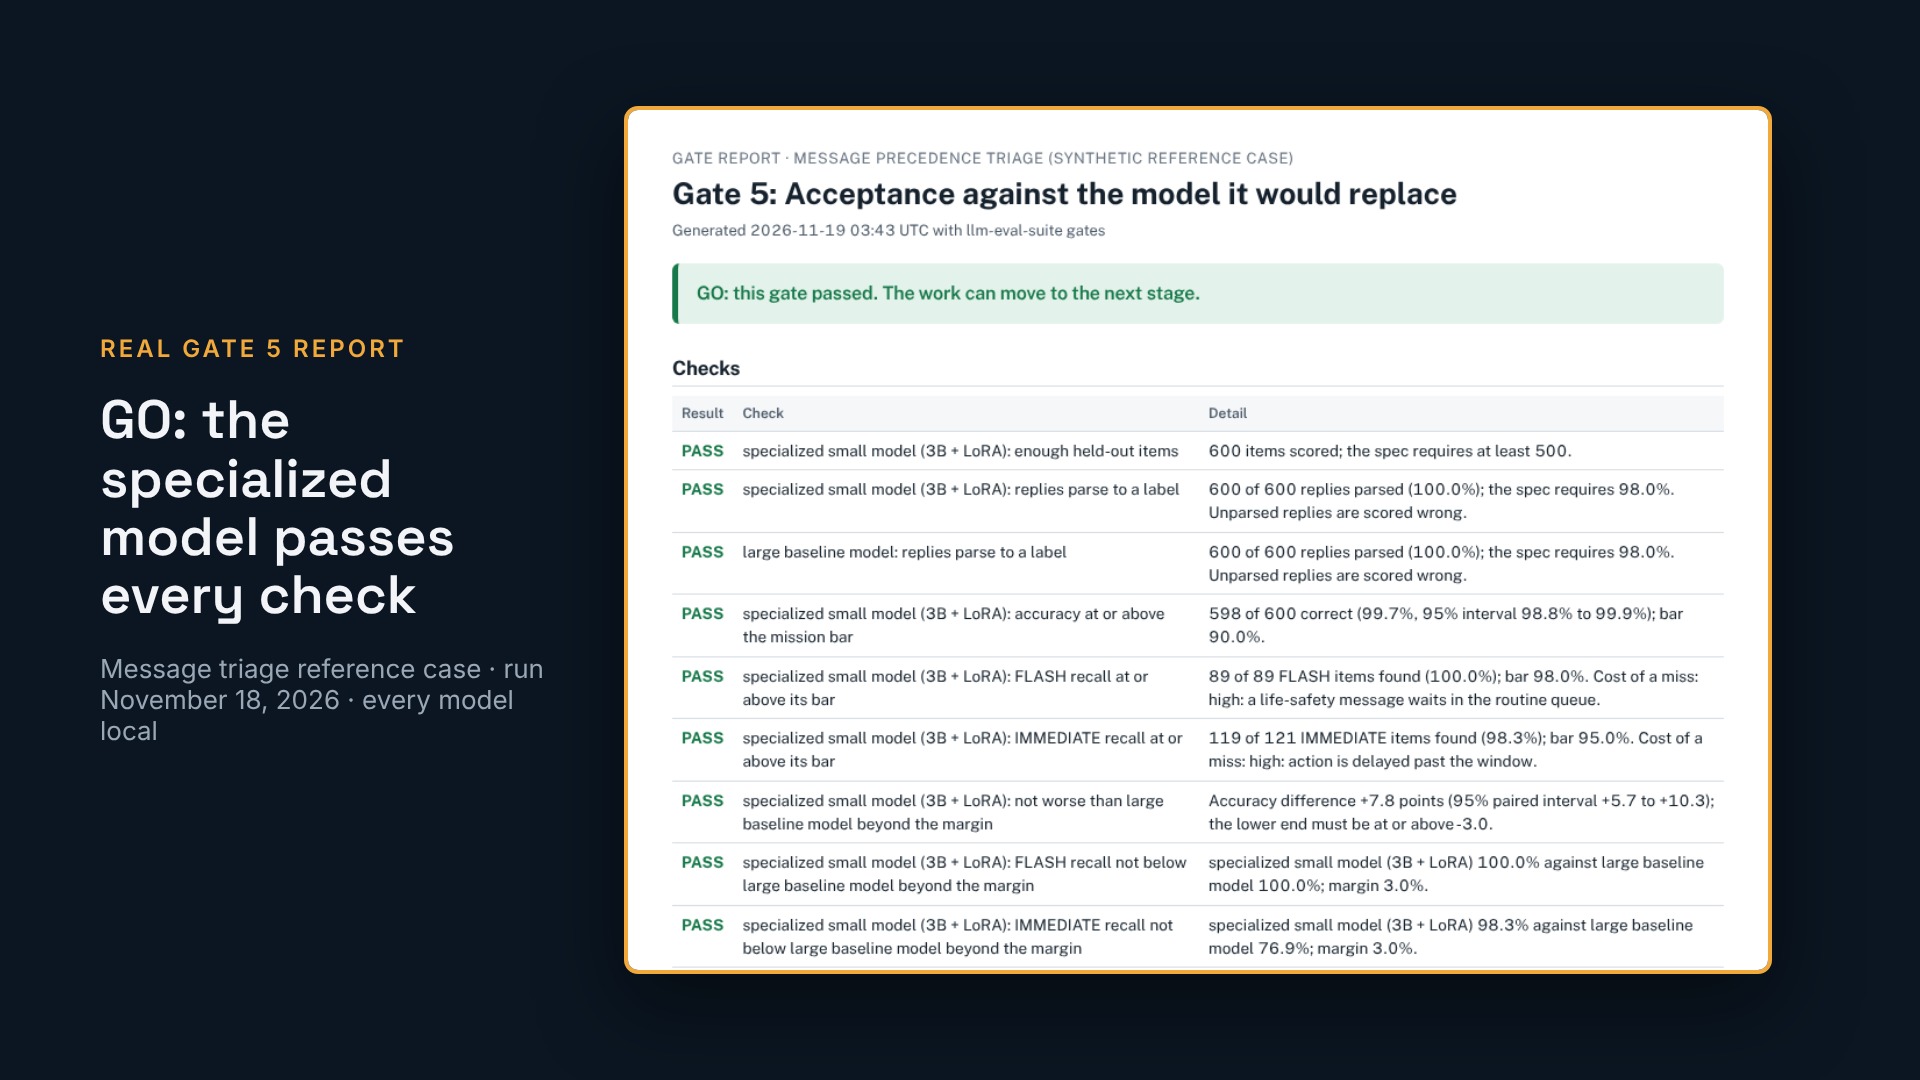 REAL GATE 5 REPORT
GO: the
specialized
model passes
every check
Message triage reference case · run
November 18, 2026 · every model
local
GATE REPORT · MESSAGE PRECEDENCE TRIAGE (SYNTHETIC REFERENCE CASE)
Gate 5: Acceptance against the model it would replace
Generated 2026-11-19 03:43 UTC with llm-eval-suite gates
GO: this gate passed. The work can move to the next stage.
Checks
Result Check Detail
PASS specialized small model (3B + LoRA): enough held-out items 600 items scored; the spec requires at least 500.
PASS specialized small model (3B + LoRA): replies parse to a label 600 of 600 replies parsed (100.0%); the spec requires 98.0%.
Unparsed replies are scored wrong.
PASS large baseline model: replies parse to a label 600 of 600 replies parsed (100.0%); the spec requires 98.0%.
Unparsed replies are scored wrong.
PASS specialized small model (3B + LoRA): accuracy at or above 598 of 600 correct (99.7%, 95% interval 98.8% to 99.9%); bar
the mission bar 90.0%.
PASS specialized small model (3B + LoRA): FLASH recall at or 89 of 89 FLASH items found (100.0%); bar 98.0%. Cost of a miss:
above its bar high: a life-safety message waits in the routine queue.
PASS specialized small model (3B + LoRA): IMMEDIATE recall at or 119 of 121 IMMEDIATE items found (98.3%); bar 95.0%. Cost of a
above its bar miss: high: action is delayed past the window.
PASS specialized small model (3B + LoRA): not worse than large Accuracy difference +7.8 points (95% paired interval +5.7 to +10.3);
baseline model beyond the margin the lower end must be at or above -3.0.
PASS specialized small model (3B + LoRA): FLASH recall not below specialized small model (3B + LoRA) 100.0% against large baseline
large baseline model beyond the margin model 100.0%; margin 3.0%.
PASS specialized small model (3B + LoRA): IMMEDIATE recall not specialized small model (3B + LoRA) 98.3% against large baseline
below large baseline model beyond the margin model 76.9%; margin 3.0%.